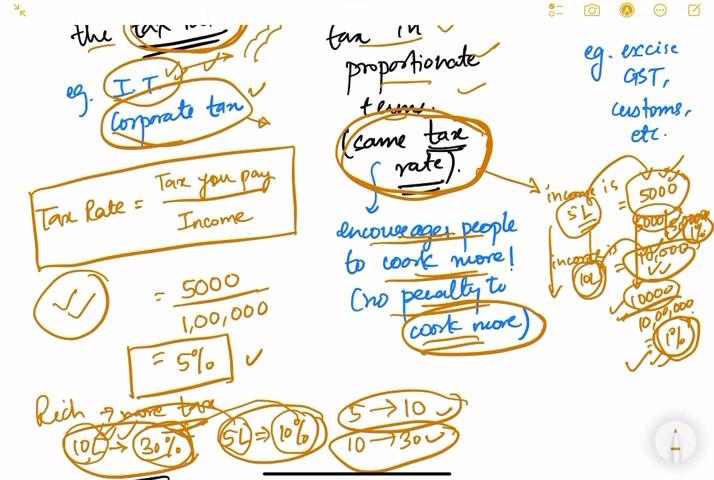 the tax
eg. I.T.
Corporate tax
Tax Rate = Tax you pay
Income
= 5000
1,00,000
= 5%
Rich → more tax
10L → 30%
5L ⇒ 10%
5 → 10
10 → 30
tax in
proportionate
terms.
(same tax
rate).
encourages people
to work more!
(no penalty to
work more)
eg. excise
GST,
customs,
etc.
income is
5L
= 5000
1%
income is
10L
10000
10,00,000
= 1%